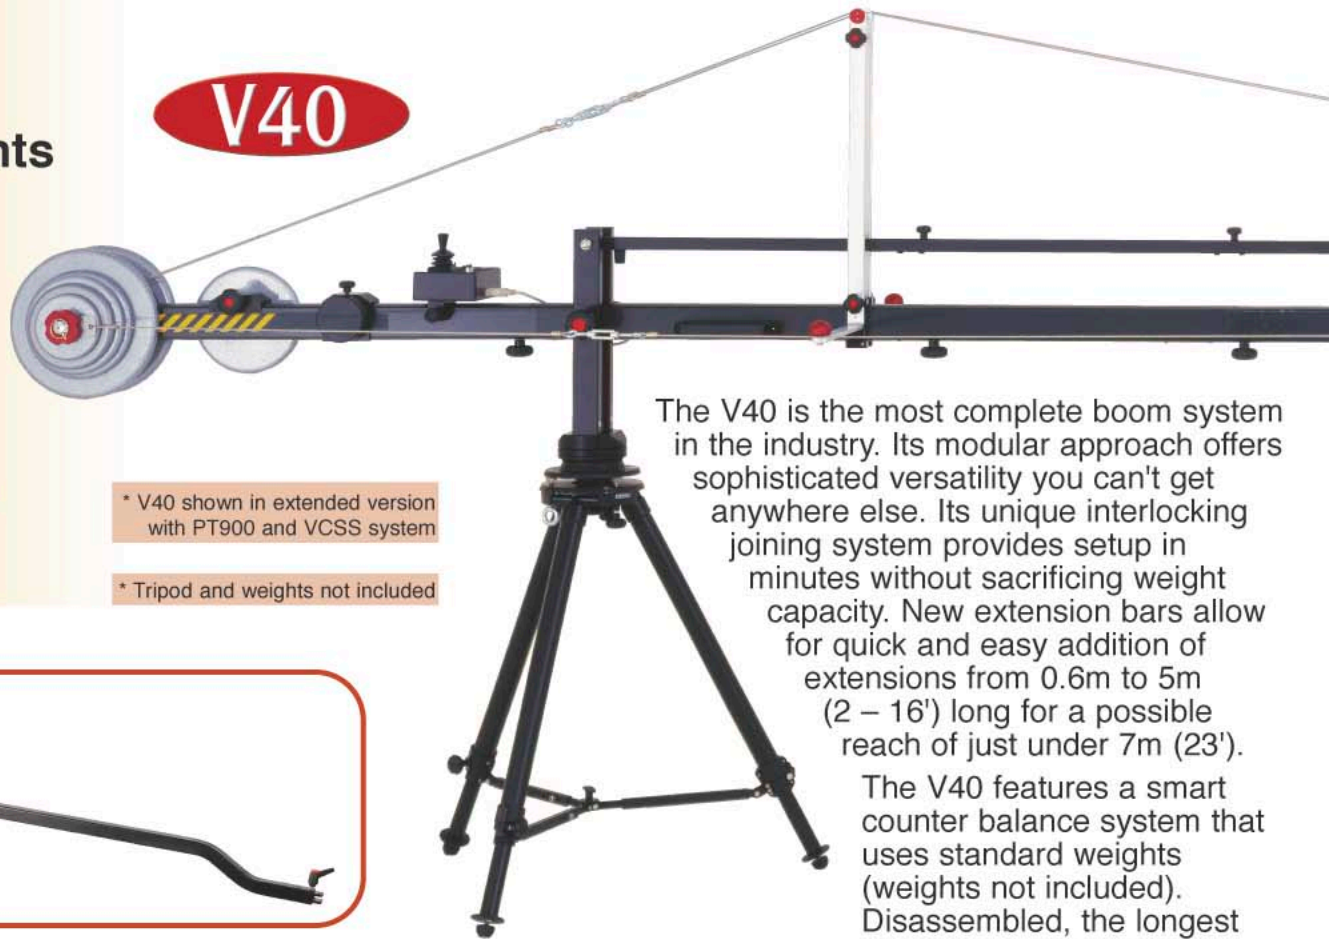 V40
nts
The V40 is the most complete boom system
in the industry. Its modular approach offers
sophisticated versatility you can't get
anywhere else. Its unique interlocking
joining system provides setup in
minutes without sacrificing weight
capacity. New extension bars allow
for quick and easy addition of
extensions from 0.6m to 5m
(2 – 16') long for a possible
reach of just under 7m (23').
The V40 features a smart
counter balance system that
uses standard weights
(weights not included).
Disassembled, the longest
* V40 shown in extended version
with PT900 and VCSS system
* Tripod and weights not included